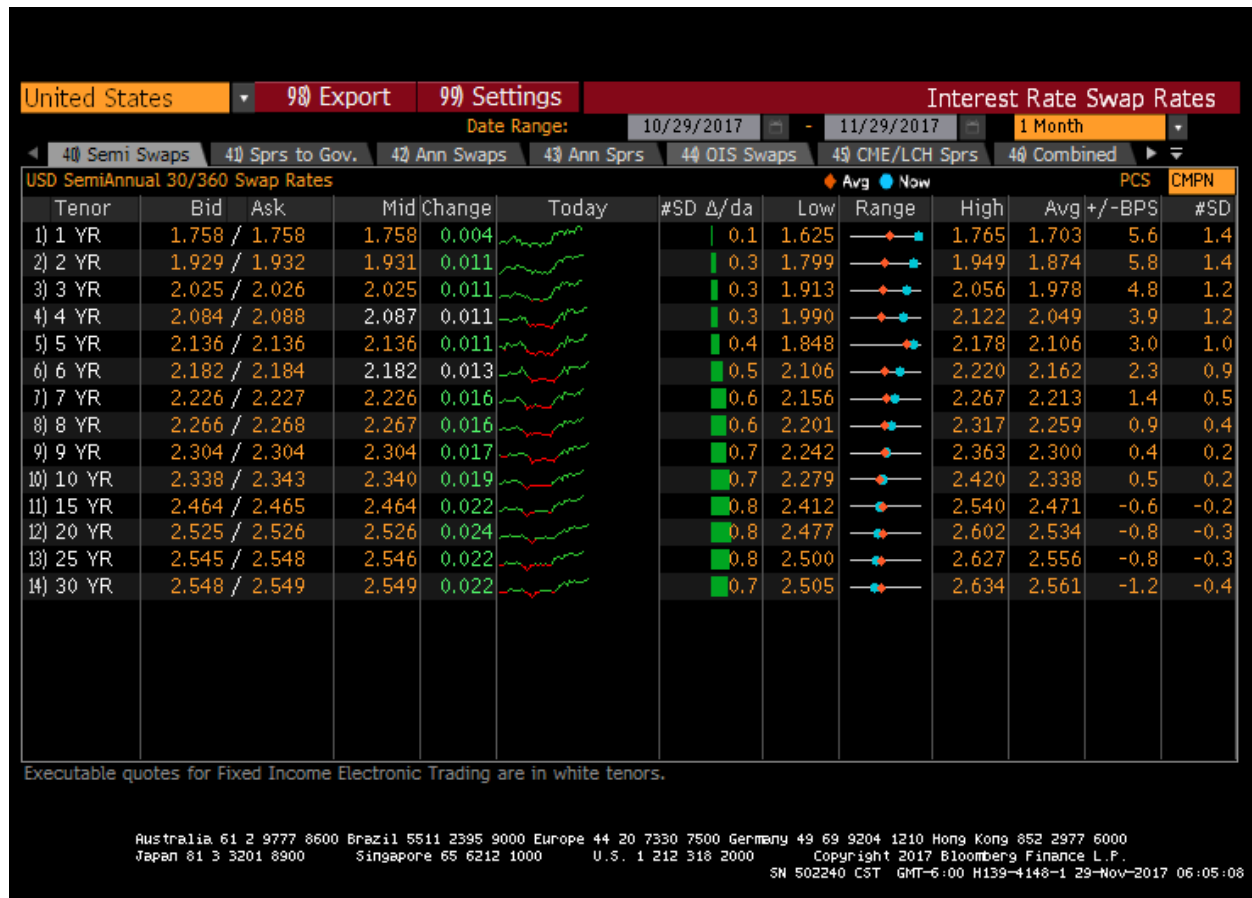 United States 98) Export 99) Settings Interest Rate Swap Rates
Date Range: 10/29/2017 - 11/29/2017 1 Month
40) Semi Swaps 41) Sprs to Gov. 42) Ann Swaps 43) Ann Sprs 44) OIS Swaps 45) CME/LCH Sprs 46) Combined
USD SemiAnnual 30/360 Swap Rates Avg Now PCS CMPN
Tenor Bid Ask Mid Change Today #SD Δ/da Low Range High Avg +/-BPS #SD
1) 1 YR 1.758 / 1.758 1.758 0.004 0.1 1.625 1.765 1.703 5.6 1.4
2) 2 YR 1.929 / 1.932 1.931 0.011 0.3 1.799 1.949 1.874 5.8 1.4
3) 3 YR 2.025 / 2.026 2.025 0.011 0.3 1.913 2.056 1.978 4.8 1.2
4) 4 YR 2.084 / 2.088 2.087 0.011 0.3 1.990 2.122 2.049 3.9 1.2
5) 5 YR 2.136 / 2.136 2.136 0.011 0.4 1.848 2.178 2.106 3.0 1.0
6) 6 YR 2.182 / 2.184 2.182 0.013 0.5 2.106 2.220 2.162 2.3 0.9
7) 7 YR 2.226 / 2.227 2.226 0.016 0.6 2.156 2.267 2.213 1.4 0.5
8) 8 YR 2.266 / 2.268 2.267 0.016 0.6 2.201 2.317 2.259 0.9 0.4
9) 9 YR 2.304 / 2.304 2.304 0.017 0.7 2.242 2.363 2.300 0.4 0.2
10) 10 YR 2.338 / 2.343 2.340 0.019 0.7 2.279 2.420 2.338 0.5 0.2
11) 15 YR 2.464 / 2.465 2.464 0.022 0.8 2.412 2.540 2.471 -0.6 -0.2
12) 20 YR 2.525 / 2.526 2.526 0.024 0.8 2.477 2.602 2.534 -0.8 -0.3
13) 25 YR 2.545 / 2.548 2.546 0.022 0.8 2.500 2.627 2.556 -0.8 -0.3
14) 30 YR 2.548 / 2.549 2.549 0.022 0.7 2.505 2.634 2.561 -1.2 -0.4
Executable quotes for Fixed Income Electronic Trading are in white tenors.
Australia 61 2 9777 8600 Brazil 5511 2395 9000 Europe 44 20 7330 7500 Germany 49 69 9204 1210 Hong Kong 852 2977 6000
Japan 81 3 3201 8900 Singapore 65 6212 1000 U.S. 1 212 318 2000 Copyright 2017 Bloomberg Finance L.P.
SN 502240 CST GMT-6:00 H139-4148-1 29-Nov-2017 06:05:08